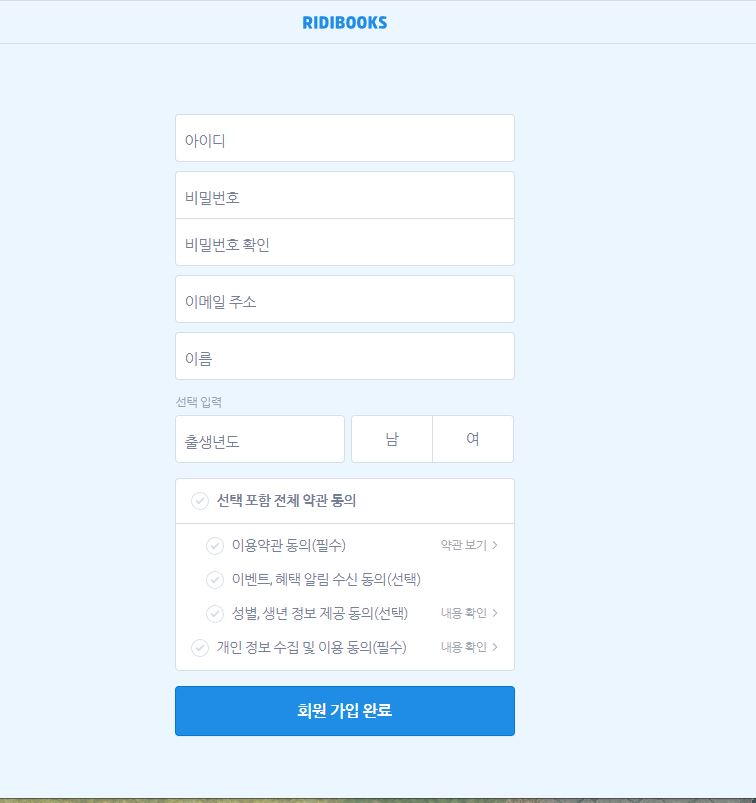 RIDIBOOKS
아이디
비밀번호
비밀번호 확인
이메일 주소
이름
선택 입력
출생년도 남 여
선택 포함 전체 약관 동의
이용약관 동의(필수) 약관 보기 >
이벤트, 혜택 알림 수신 동의(선택)
성별, 생년 정보 제공 동의(선택) 내용 확인 >
개인 정보 수집 및 이용 동의(필수) 내용 확인 >
회원 가입 완료